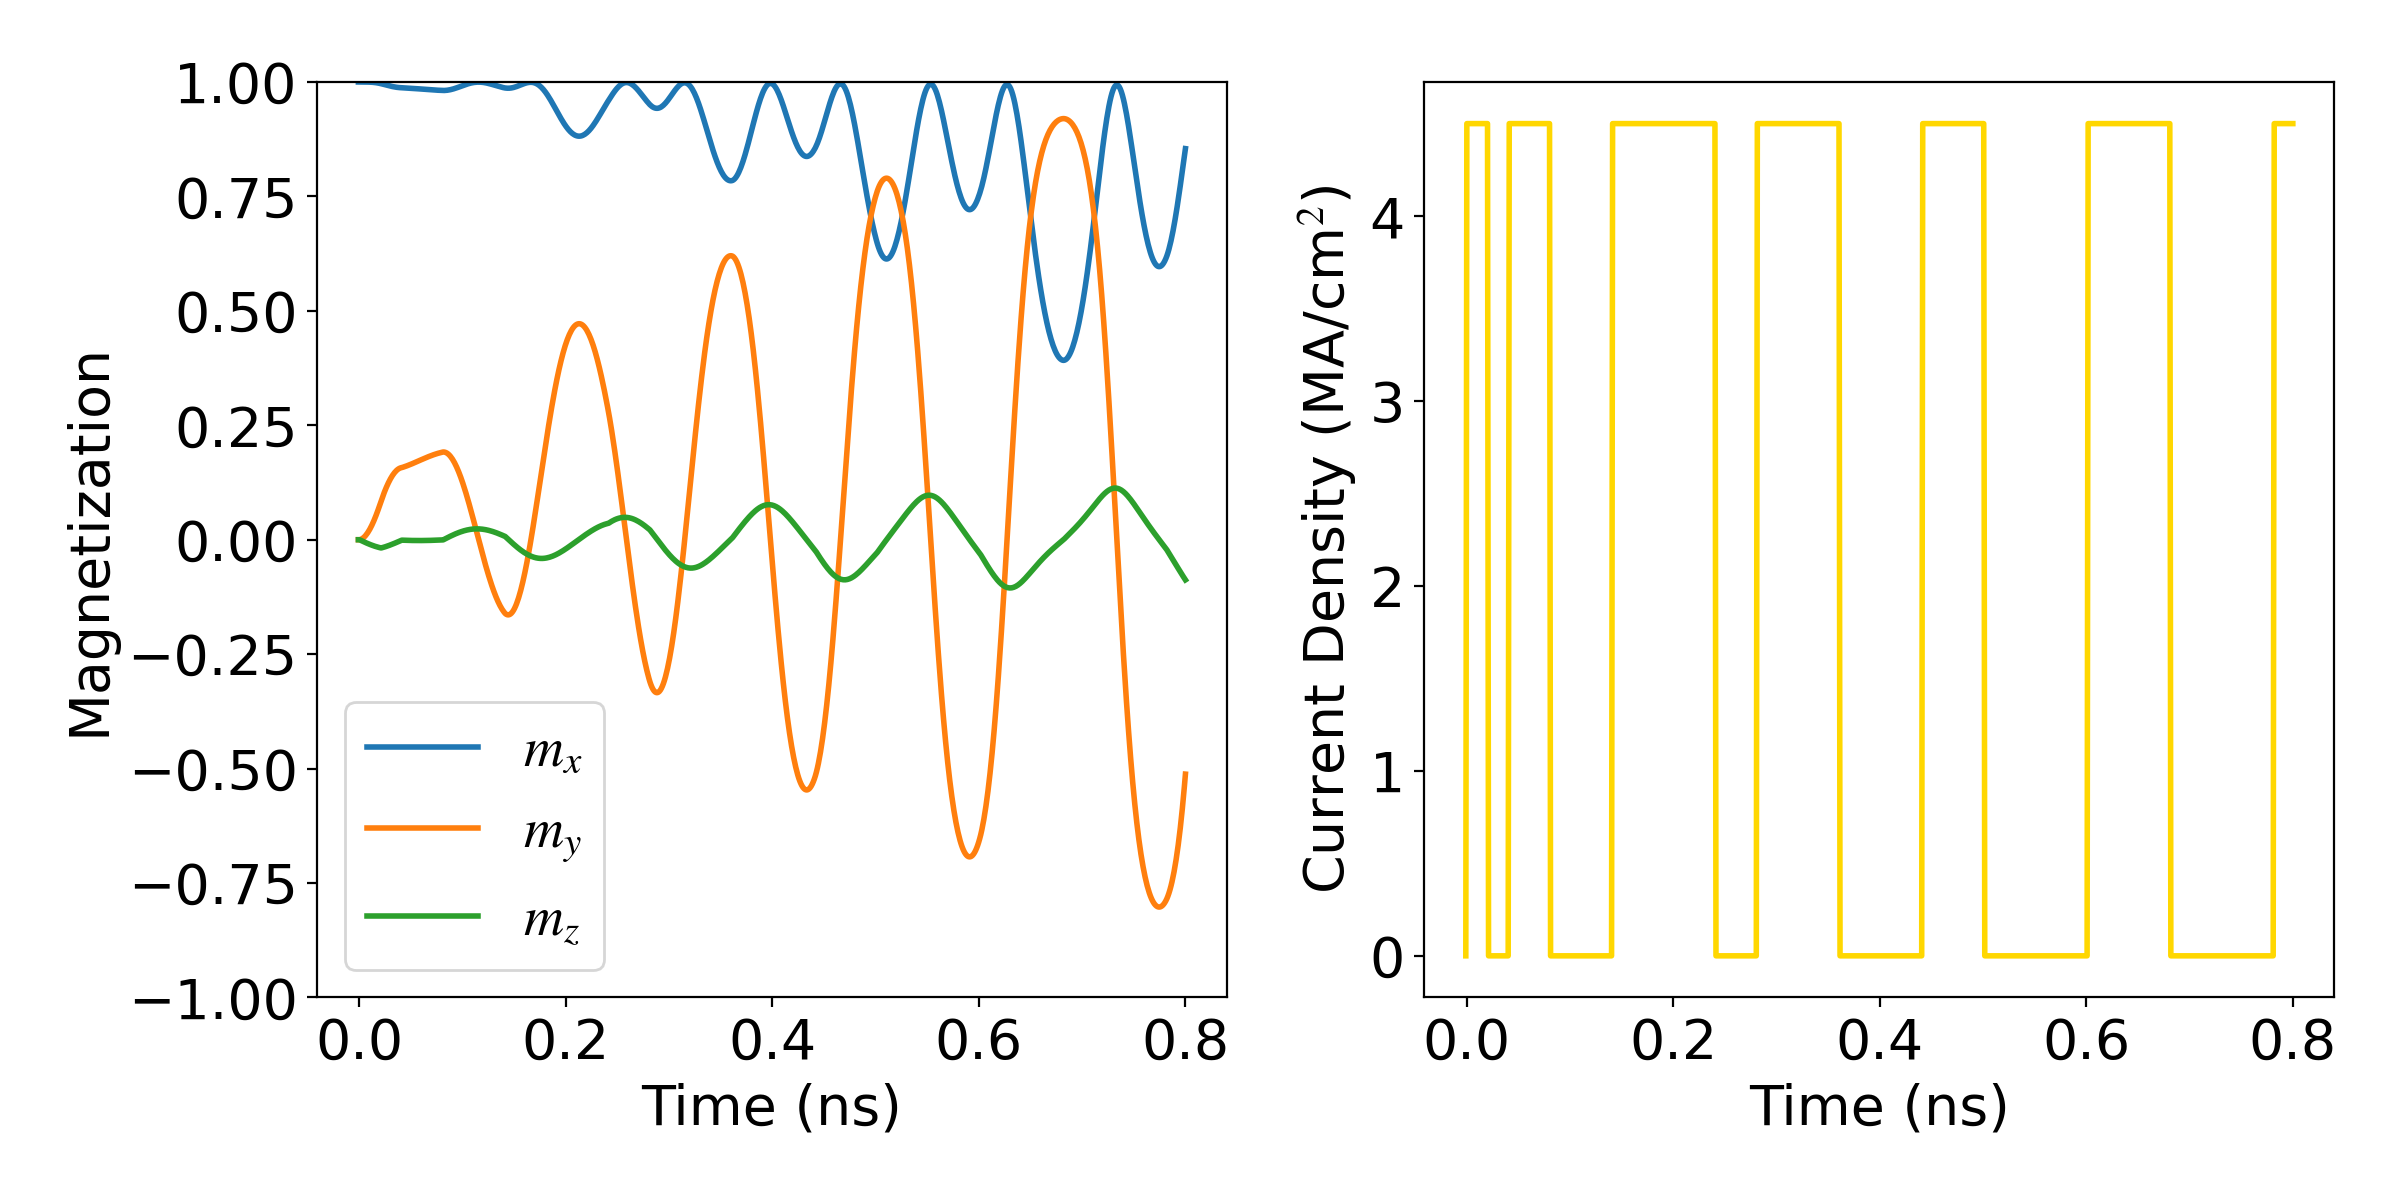 Magnetization
1.00
0.75
0.50
0.25
0.00
−0.25
−0.50
−0.75
−1.00
m_x
m_y
m_z
0.0 0.2 0.4 0.6 0.8
Time (ns)
Current Density (MA/cm²)
4
3
2
1
0
0.0 0.2 0.4 0.6 0.8
Time (ns)